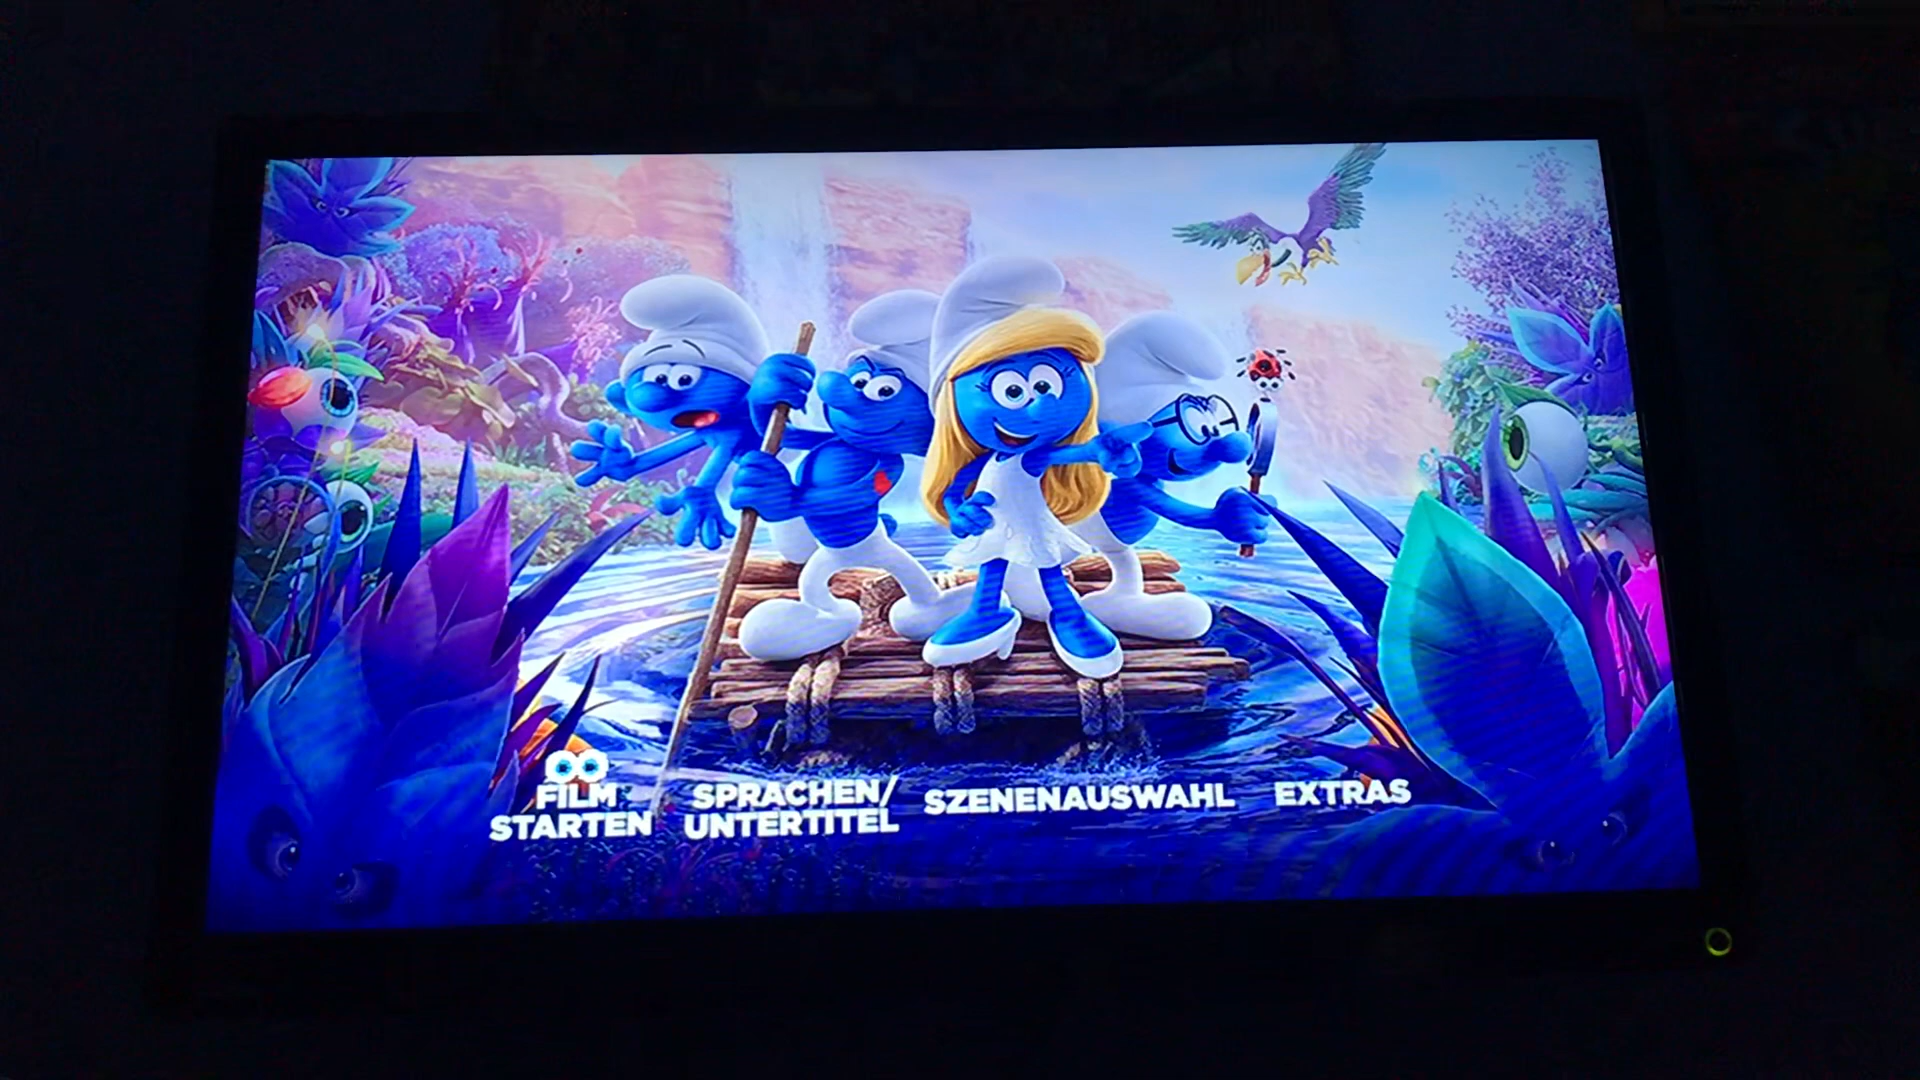 FILM
STARTEN
SPRACHEN/
UNTERTITEL
SZENENAUSWAHL
EXTRAS